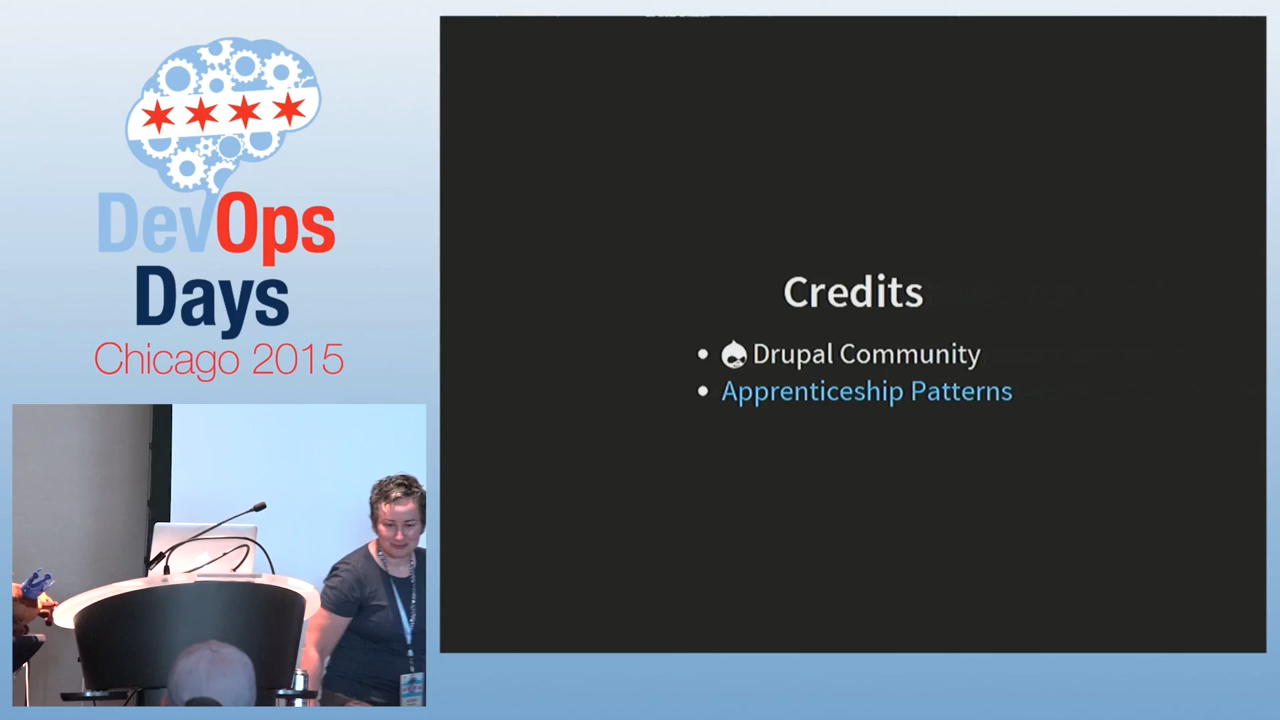 DevOps
Days
Chicago 2015
Credits
Drupal Community
Apprenticeship Patterns